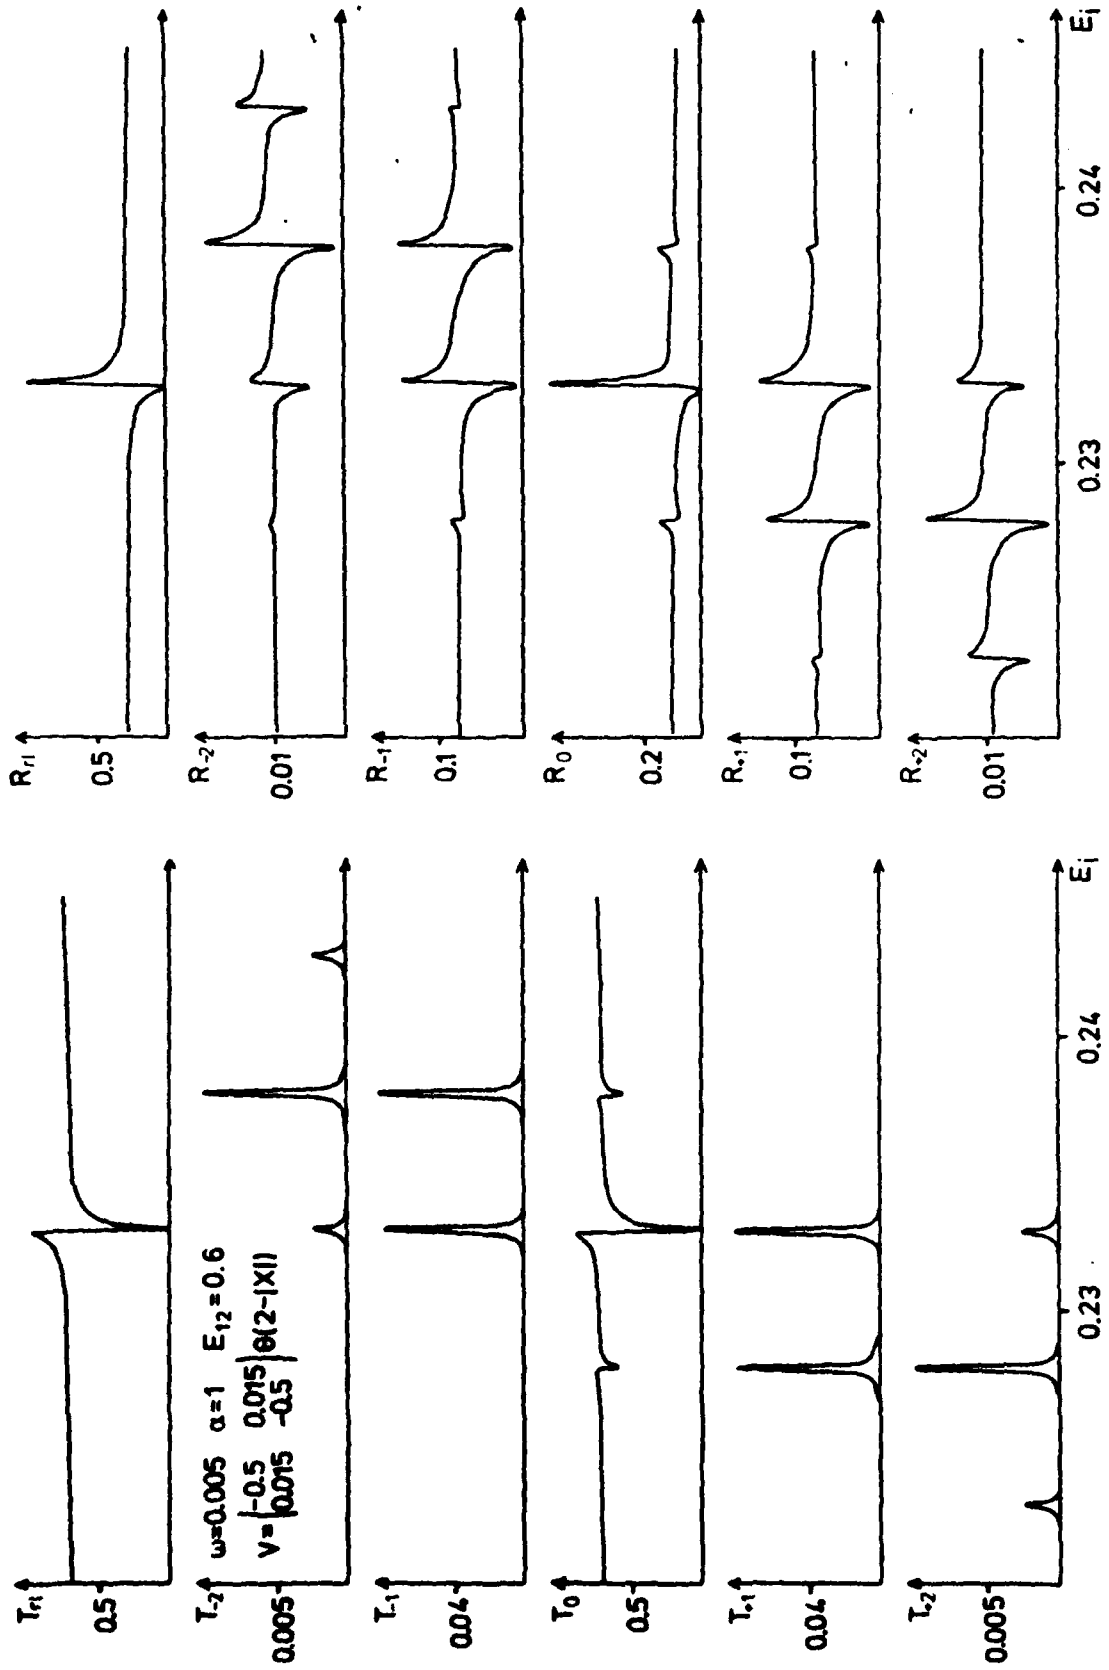 T_fl
0.5
T_-2
0.005
ω=0.005 α=1 E_12=0.6
V = {-0.5 0.015
0.015 -0.5} θ(2-|X|)
T_-1
0.04
T_0
0.5
T_+1
0.04
T_+2
0.005
0.23
0.24
E_i
R_fl
0.5
R_-2
0.01
R_-1
0.1
R_0
0.2
R_+1
0.1
R_+2
0.01
0.23
0.24
E_i